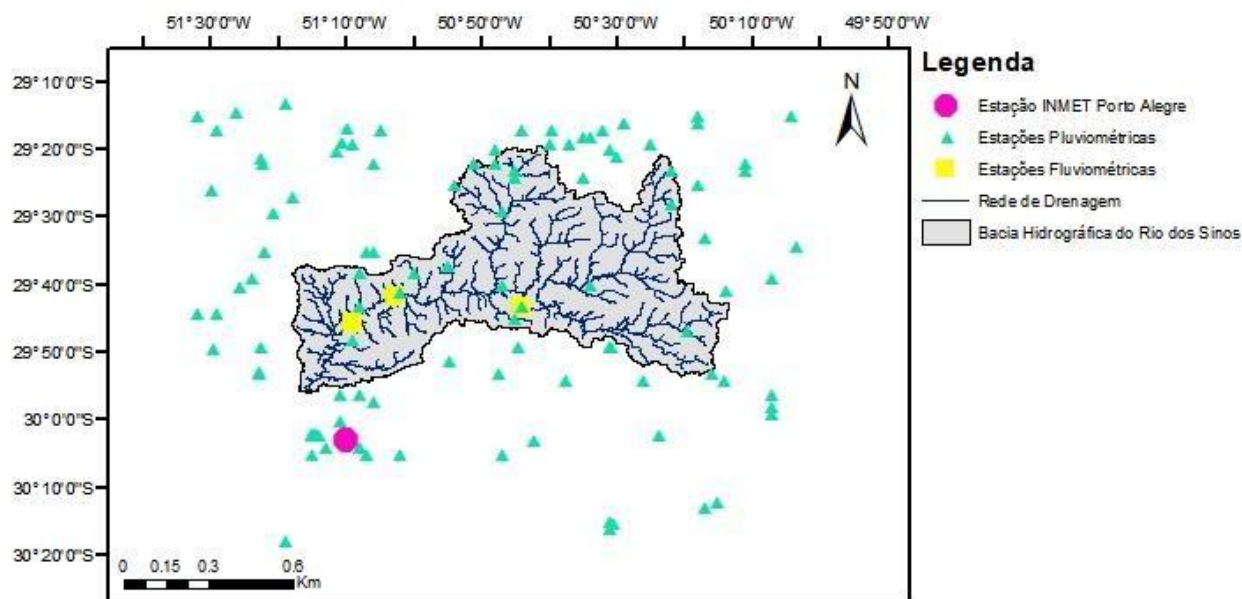 51°30'0"W 51°10'0"W 50°50'0"W 50°30'0"W 50°10'0"W 49°50'0"W
29°10'0"S
29°20'0"S
29°30'0"S
29°40'0"S
29°50'0"S
30°0'0"S
30°10'0"S
30°20'0"S
N
0 0.15 0.3 0.6
Km
Legenda
Estação INMET Porto Alegre
Estações Pluviométricas
Estações Fluviométricas
Rede de Drenagem
Bacia Hidrográfica do Rio dos Sinos